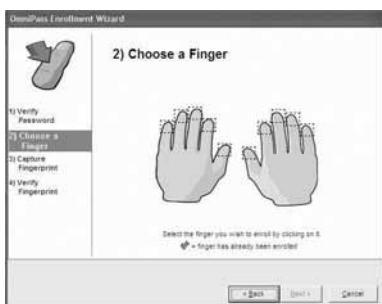 OmniPass Enrollment Wizard
2) Choose a Finger
1) Verify
Password
2) Choose a
Finger
3) Capture
Fingerprint
4) Verify
Fingerprint
Select the finger you wish to enroll by clicking on it.
= finger has already been enrolled
< Back
Next >
Cancel